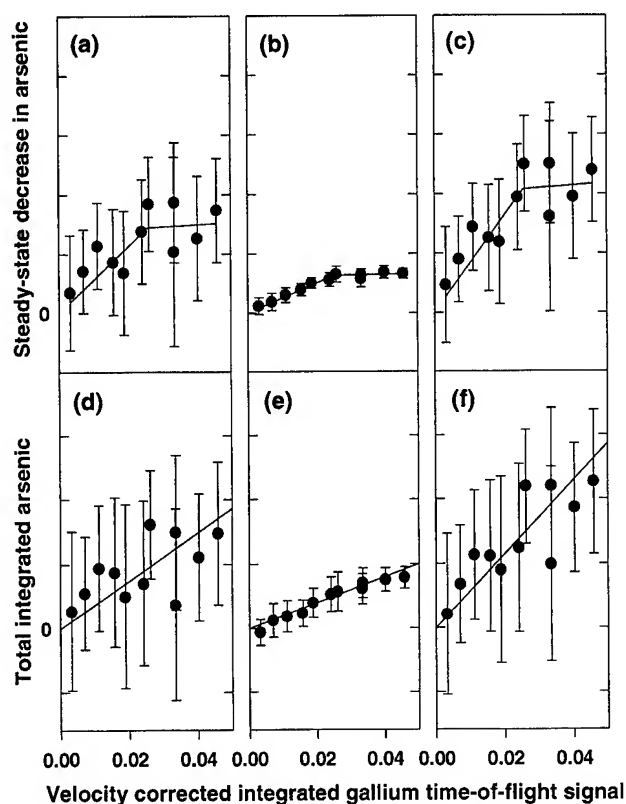 (a)
(b)
(c)
Steady-state decrease in arsenic
0
(d)
(e)
(f)
Total integrated arsenic
0
0.00 0.02 0.04 0.00 0.02 0.04 0.00 0.02 0.04
Velocity corrected integrated gallium time-of-flight signal